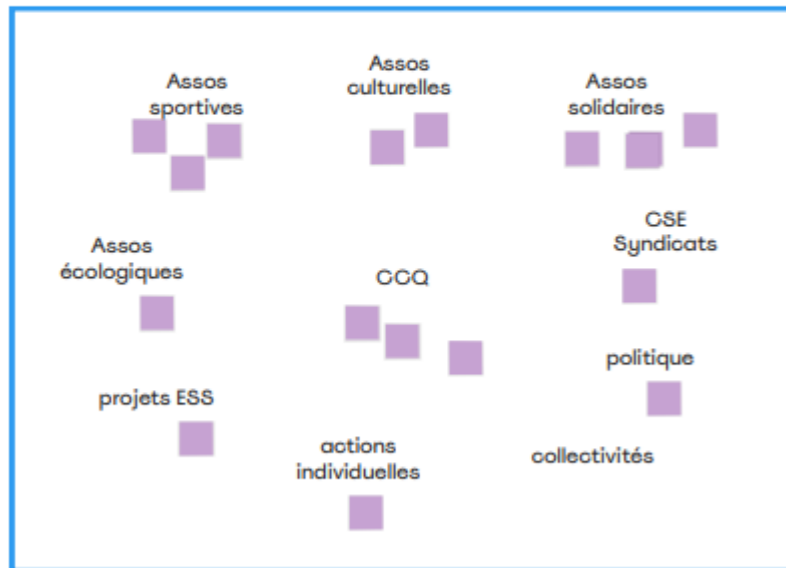 Assos
sportives
Assos
culturelles
Assos
solidaires
Assos
écologiques
CCQ
CSE
Syndicats
projets ESS
politique
actions
individuelles
collectivités